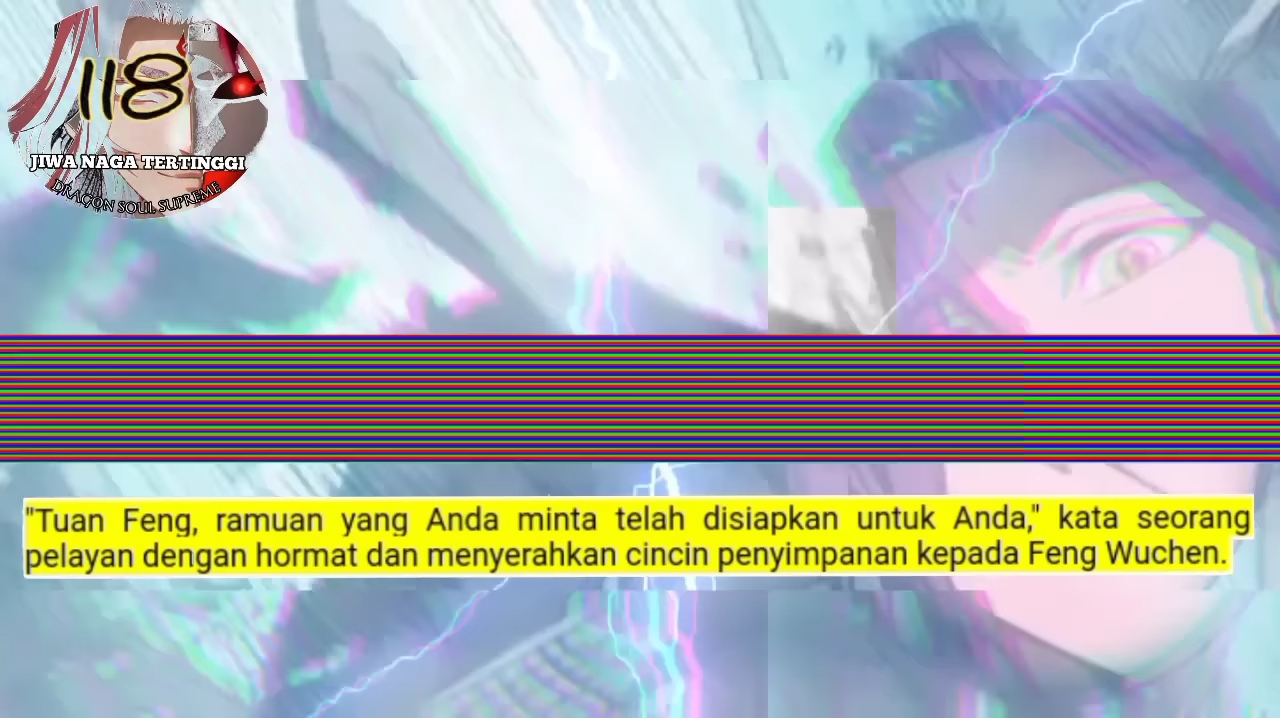 118
JIWA NAGA TERTINGGI
DRAGON SOUL SUPREME
"Tuan Feng, ramuan yang Anda minta telah disiapkan untuk Anda," kata seorang
pelayan dengan hormat dan menyerahkan cincin penyimpanan kepada Feng Wuchen.